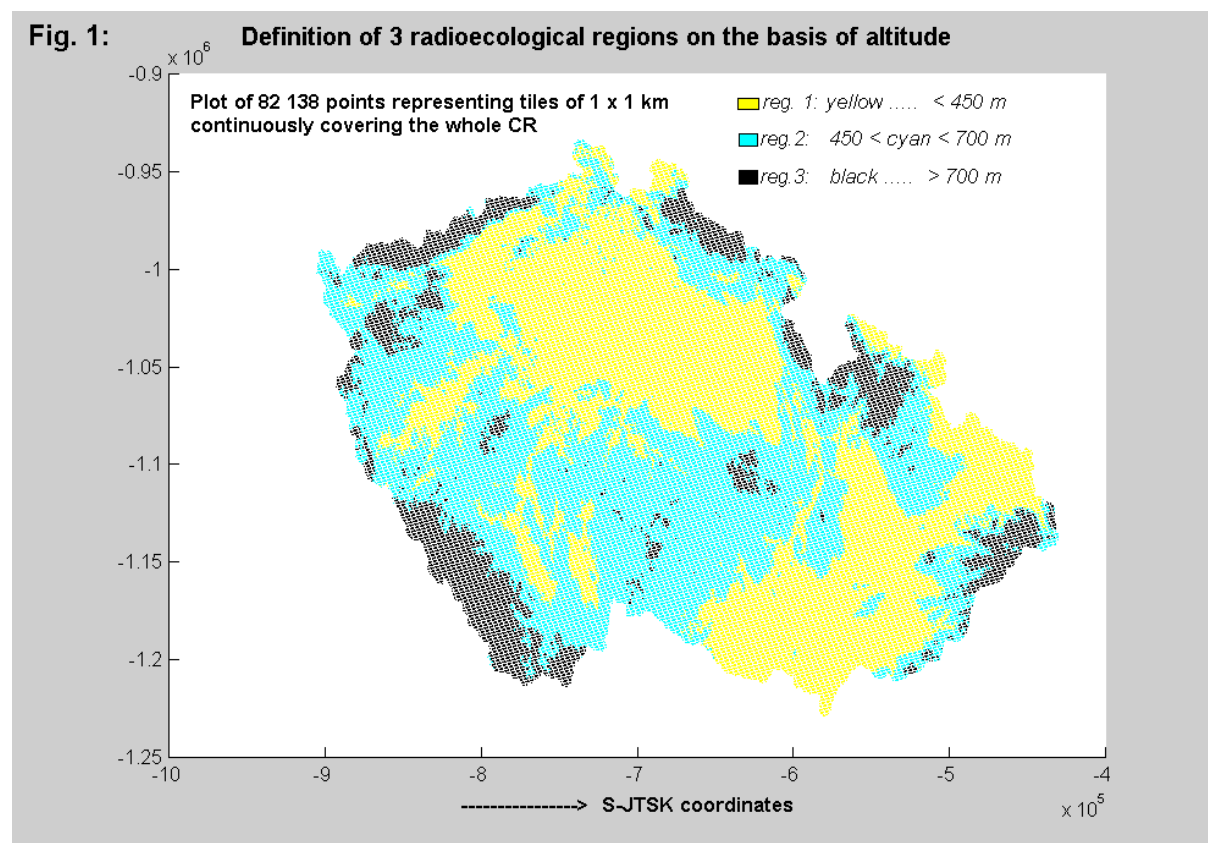 Fig. 1: Definition of 3 radioecological regions on the basis of altitude
x 10^6
-0.9
Plot of 82 138 points representing tiles of 1 x 1 km
continuously covering the whole CR
reg. 1: yellow ..... < 450 m
reg.2: 450 < cyan < 700 m
reg.3: black ..... > 700 m
-0.95
-1
-1.05
-1.1
-1.15
-1.2
-1.25
-10 -9 -8 -7 -6 -5 -4
----------------> S-JTSK coordinates
x 10^5